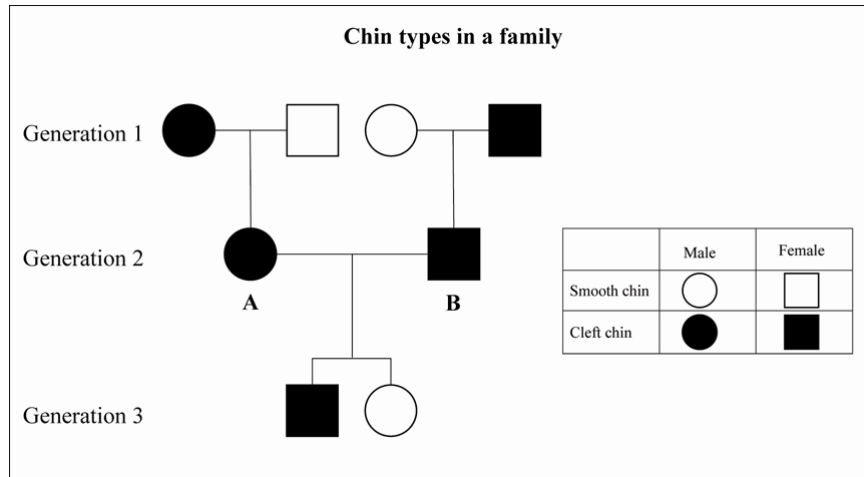 Chin types in a family
Generation 1
Generation 2
A
B
Male
Female
Smooth chin
Cleft chin
Generation 3